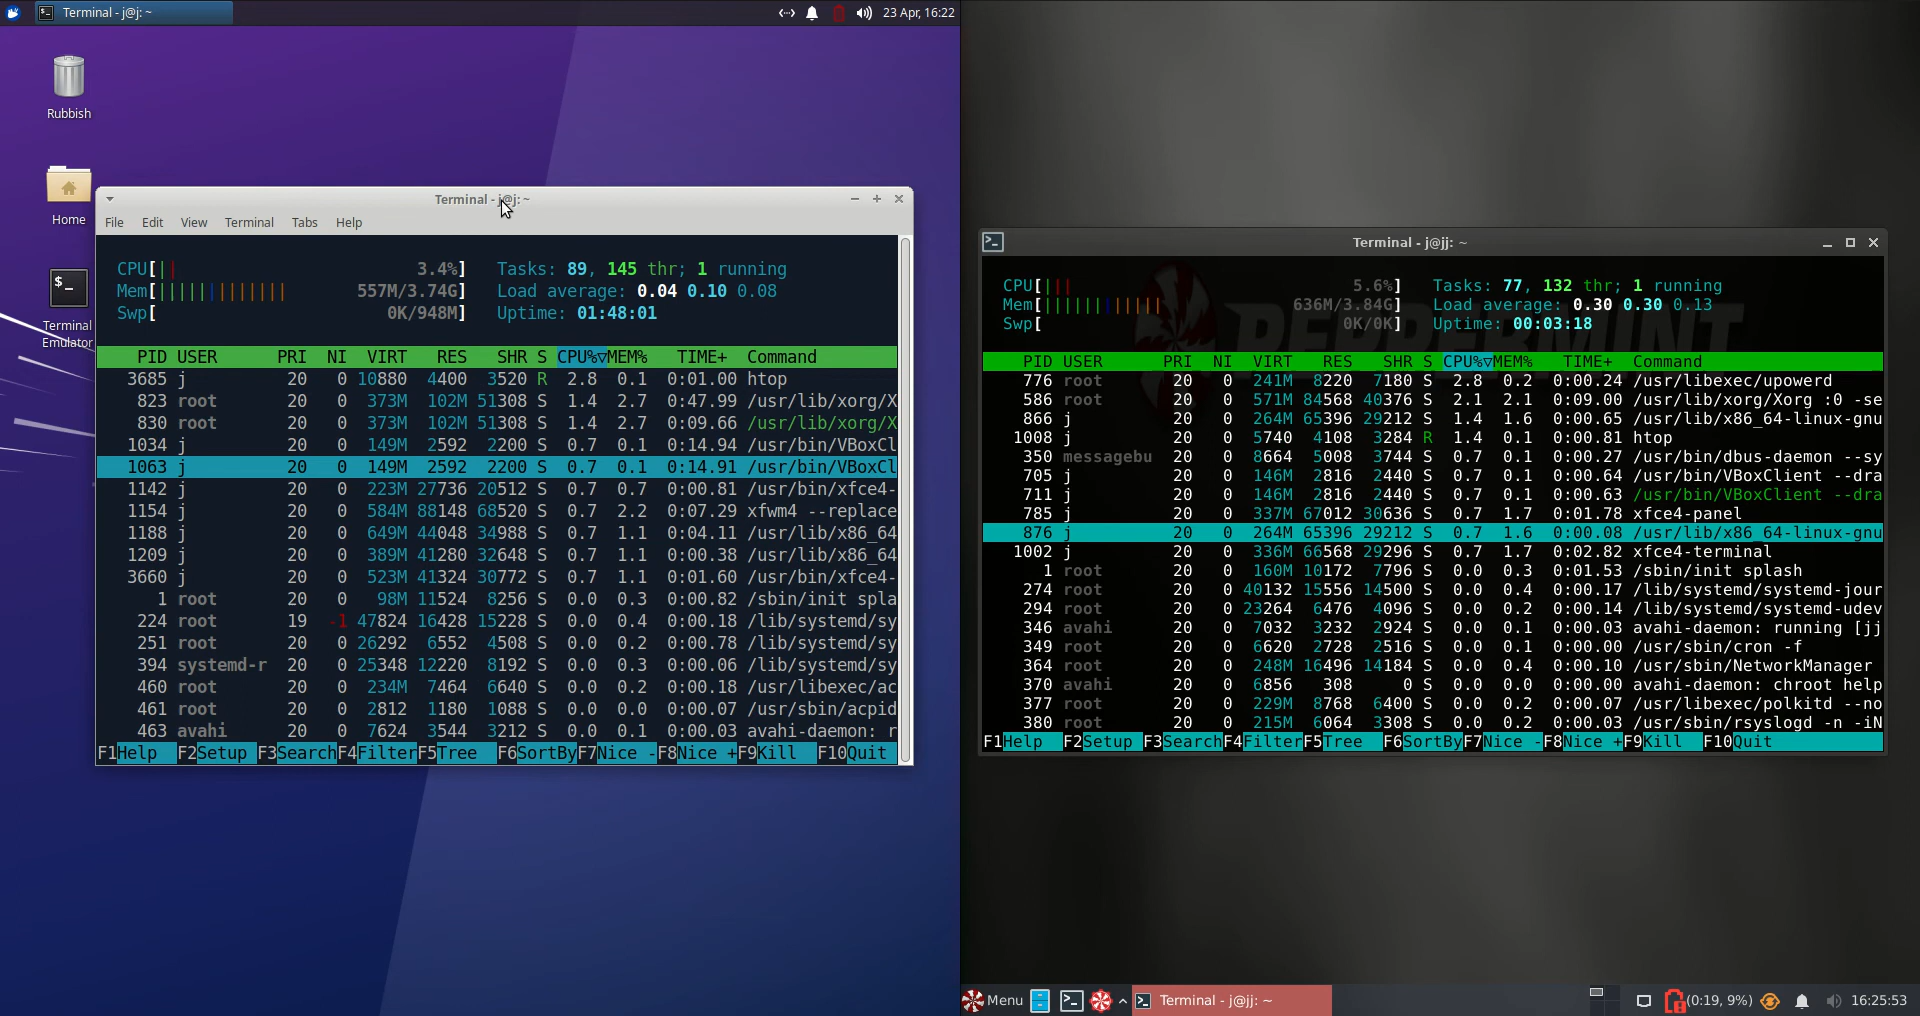 Terminal - j@j: ~
23 Apr, 16:22
Rubbish
Home
Terminal
Emulator
Terminal - j@j: ~
File Edit View Terminal Tabs Help
CPU[|| 3.4%] Tasks: 89, 145 thr; 1 running
Mem[||||||||||||| 557M/3.74G] Load average: 0.04 0.10 0.08
Swp[ 0K/948M] Uptime: 01:48:01
PID USER PRI NI VIRT RES SHR S CPU%▽MEM% TIME+ Command
3685 j 20 0 10880 4400 3520 R 2.8 0.1 0:01.00 htop
823 root 20 0 373M 102M 51308 S 1.4 2.7 0:47.99 /usr/lib/xorg/X
830 root 20 0 373M 102M 51308 S 1.4 2.7 0:09.66 /usr/lib/xorg/X
1034 j 20 0 149M 2592 2200 S 0.7 0.1 0:14.94 /usr/bin/VBoxCl
1063 j 20 0 149M 2592 2200 S 0.7 0.1 0:14.91 /usr/bin/VBoxCl
1142 j 20 0 223M 27736 20512 S 0.7 0.7 0:00.81 /usr/bin/xfce4-
1154 j 20 0 584M 88148 68520 S 0.7 2.2 0:07.29 xfwm4 --replace
1188 j 20 0 649M 44048 34988 S 0.7 1.1 0:04.11 /usr/lib/x86_64
1209 j 20 0 389M 41280 32648 S 0.7 1.1 0:00.38 /usr/lib/x86_64
3660 j 20 0 523M 41324 30772 S 0.7 1.1 0:01.60 /usr/bin/xfce4-
1 root 20 0 98M 11524 8256 S 0.0 0.3 0:00.82 /sbin/init spla
224 root 19 -1 47824 16428 15228 S 0.0 0.4 0:00.18 /lib/systemd/sy
251 root 20 0 26292 6552 4508 S 0.0 0.2 0:00.78 /lib/systemd/sy
394 systemd-r 20 0 25348 12220 8192 S 0.0 0.3 0:00.06 /lib/systemd/sy
460 root 20 0 234M 7464 6640 S 0.0 0.2 0:00.18 /usr/libexec/ac
461 root 20 0 2812 1180 1088 S 0.0 0.0 0:00.07 /usr/sbin/acpid
463 avahi 20 0 7624 3544 3212 S 0.0 0.1 0:00.03 avahi-daemon: r
F1Help F2Setup F3SearchF4FilterF5Tree F6SortByF7Nice -F8Nice +F9Kill F10Quit
Terminal - j@jj: ~
PEPPERMINT
CPU[||| 5.6%] Tasks: 77, 132 thr; 1 running
Mem[|||||||||||| 636M/3.84G] Load average: 0.30 0.30 0.13
Swp[ 0K/0K] Uptime: 00:03:18
PID USER PRI NI VIRT RES SHR S CPU%▽MEM% TIME+ Command
776 root 20 0 241M 8220 7180 S 2.8 0.2 0:00.24 /usr/libexec/upowerd
586 root 20 0 571M 84568 40376 S 2.1 2.1 0:09.00 /usr/lib/xorg/Xorg :0 -se
866 j 20 0 264M 65396 29212 S 1.4 1.6 0:00.65 /usr/lib/x86_64-linux-gnu
1008 j 20 0 5740 4108 3284 R 1.4 0.1 0:00.81 htop
350 messagebu 20 0 8664 5008 3744 S 0.7 0.1 0:00.27 /usr/bin/dbus-daemon --sy
705 j 20 0 146M 2816 2440 S 0.7 0.1 0:00.64 /usr/bin/VBoxClient --dra
711 j 20 0 146M 2816 2440 S 0.7 0.1 0:00.63 /usr/bin/VBoxClient --dra
785 j 20 0 337M 67012 30636 S 0.7 1.7 0:01.78 xfce4-panel
876 j 20 0 264M 65396 29212 S 0.7 1.6 0:00.08 /usr/lib/x86_64-linux-gnu
1002 j 20 0 336M 66568 29296 S 0.7 1.7 0:02.82 xfce4-terminal
1 root 20 0 160M 10172 7796 S 0.0 0.3 0:01.53 /sbin/init splash
274 root 20 0 40132 15556 14500 S 0.0 0.4 0:00.17 /lib/systemd/systemd-jour
294 root 20 0 23264 6476 4096 S 0.0 0.2 0:00.14 /lib/systemd/systemd-udev
346 avahi 20 0 7032 3232 2924 S 0.0 0.1 0:00.03 avahi-daemon: running [jj
349 root 20 0 6620 2728 2516 S 0.0 0.1 0:00.00 /usr/sbin/cron -f
364 root 20 0 248M 16496 14184 S 0.0 0.4 0:00.10 /usr/sbin/NetworkManager
370 avahi 20 0 6856 308 0 S 0.0 0.0 0:00.00 avahi-daemon: chroot help
377 root 20 0 229M 8768 6400 S 0.0 0.2 0:00.07 /usr/libexec/polkitd --no
380 root 20 0 215M 6064 3308 S 0.0 0.2 0:00.03 /usr/sbin/rsyslogd -n -iN
F1Help F2Setup F3SearchF4FilterF5Tree F6SortByF7Nice -F8Nice +F9Kill F10Quit
Menu Terminal - j@jj: ~ (0:19, 9%) 16:25:53